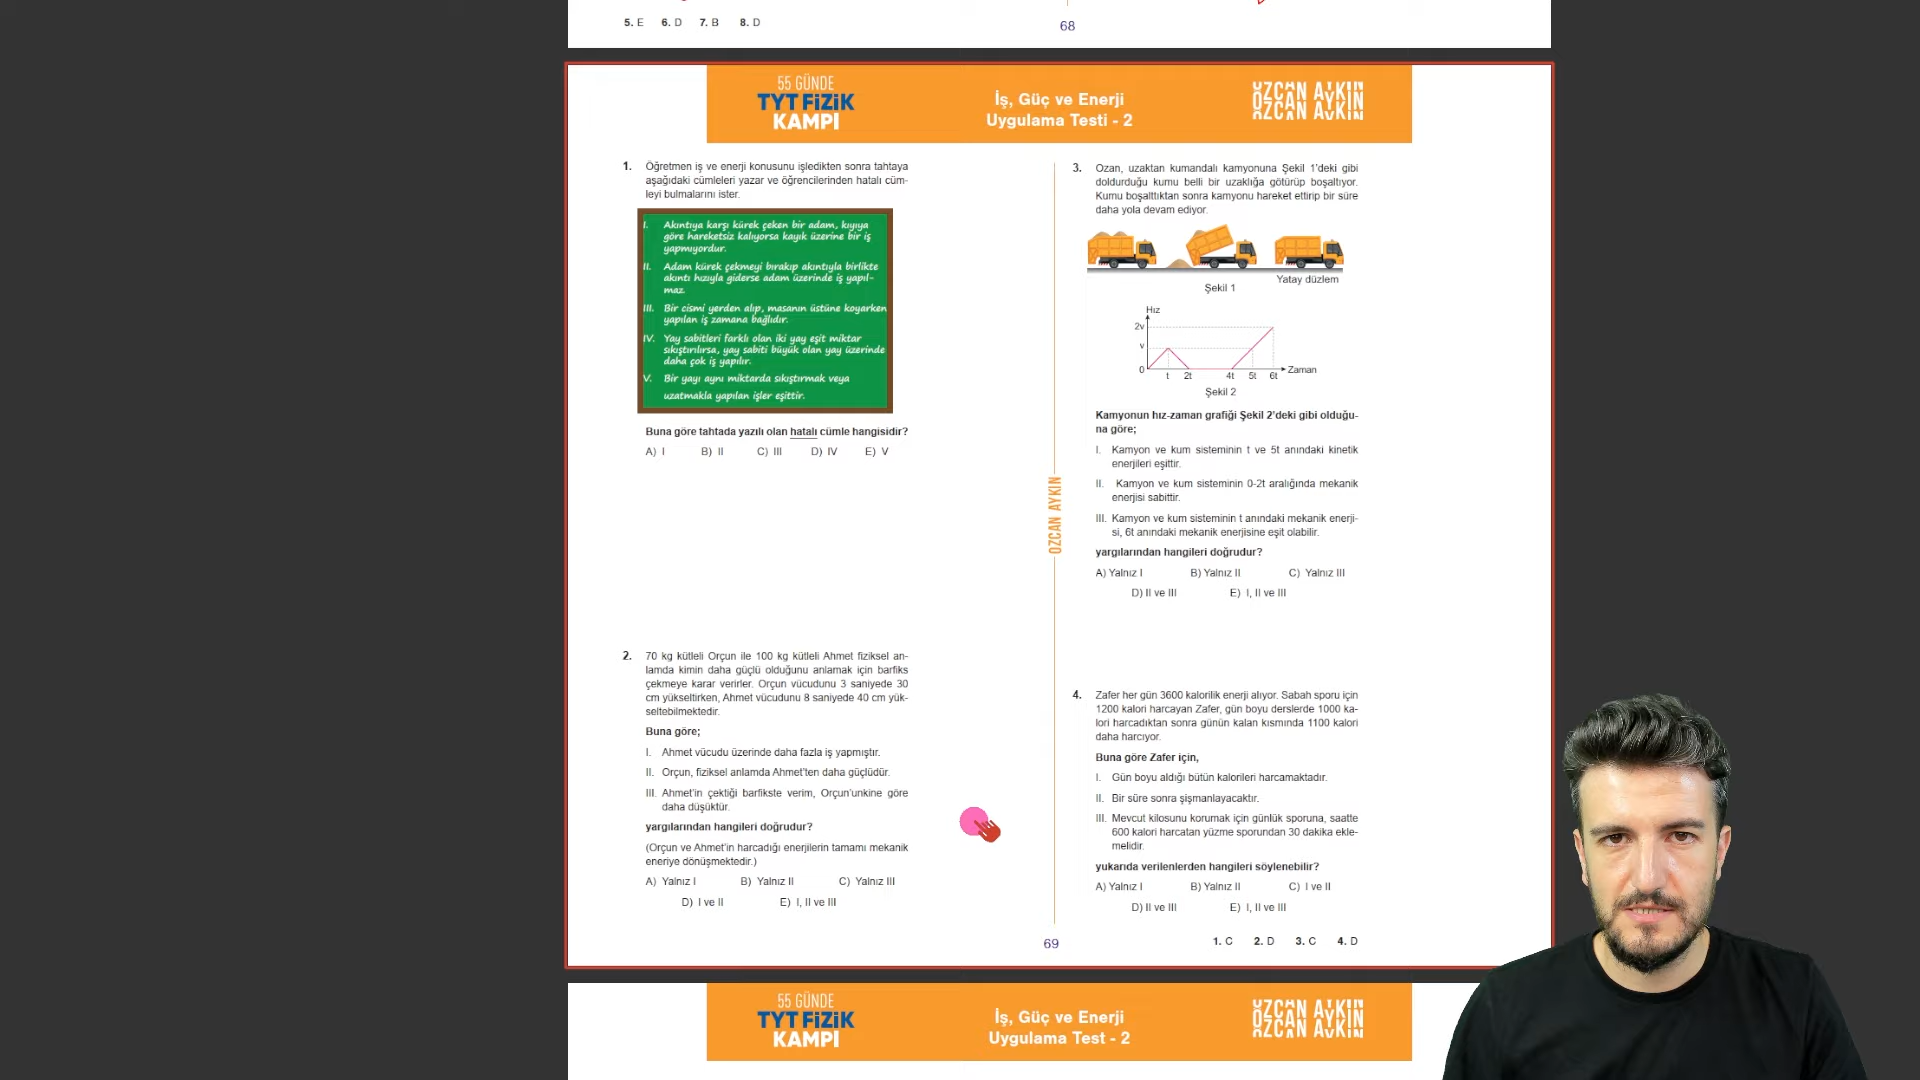 5. E 6. D 7. B 8. D
68
55 GÜNDE
TYT FİZİK
KAMPI
İş, Güç ve Enerji
Uygulama Testi - 2
ÖZCAN AYKIN
ÖZCAN AYKIN
1. Öğretmen iş ve enerji konusunu işledikten sonra tahtaya
aşağıdaki cümleleri yazar ve öğrencilerinden hatalı cüm-
leyi bulmalarını ister.
I. Akıntıya karşı kürek çeken bir adam, kıyıya
göre hareketsiz kalıyorsa kayık üzerine bir iş
yapmıyordur.
II. Adam kürek çekmeyi bırakıp akıntıyla birlikte
akıntı hızıyla giderse adam üzerinde iş yapıl-
maz.
III. Bir cismi yerden alıp, masanın üstüne koyarken
yapılan iş zamana bağlıdır.
IV. Yay sabitleri farklı olan iki yay eşit miktar
sıkıştırılırsa, yay sabiti büyük olan yay üzerinde
daha çok iş yapılır.
V. Bir yayı aynı miktarda sıkıştırmak veya
uzatmakla yapılan işler eşittir.
Buna göre tahtada yazılı olan hatalı cümle hangisidir?
A) I B) II C) III D) IV E) V
2. 70 kg kütleli Orçun ile 100 kg kütleli Ahmet fiziksel an-
lamda kimin daha güçlü olduğunu anlamak için barfiks
çekmeye karar verirler. Orçun vücudunu 3 saniyede 30
cm yükseltirken, Ahmet vücudunu 8 saniyede 40 cm yük-
seltebilmektedir.
Buna göre;
I. Ahmet vücudu üzerinde daha fazla iş yapmıştır.
II. Orçun, fiziksel anlamda Ahmet'ten daha güçlüdür.
III. Ahmet'in çektiği barfikste verim, Orçun'unkine göre
daha düşüktür.
yargılarından hangileri doğrudur?
(Orçun ve Ahmet'in harcadığı enerjilerin tamamı mekanik
enerjiye dönüşmektedir.)
A) Yalnız I B) Yalnız II C) Yalnız III
D) I ve II E) I, II ve III
ÖZCAN AYKIN
3. Ozan, uzaktan kumandalı kamyonuna Şekil 1'deki gibi
doldurduğu kumu belli bir uzaklığa götürüp boşaltıyor.
Kumu boşalttıktan sonra kamyonu hareket ettirip bir süre
daha yola devam ediyor.
Yatay düzlem
Şekil 1
Hız
2v
v
0 t 2t 4t 5t 6t Zaman
Şekil 2
Kamyonun hız-zaman grafiği Şekil 2'deki gibi olduğu-
na göre;
I. Kamyon ve kum sisteminin t ve 5t anındaki kinetik
enerjileri eşittir.
II. Kamyon ve kum sisteminin 0-2t aralığında mekanik
enerjisi sabittir.
III. Kamyon ve kum sisteminin t anındaki mekanik enerji-
si, 6t anındaki mekanik enerjisine eşit olabilir.
yargılarından hangileri doğrudur?
A) Yalnız I B) Yalnız II C) Yalnız III
D) II ve III E) I, II ve III
4. Zafer her gün 3600 kalorilik enerji alıyor. Sabah sporu için
1200 kalori harcayan Zafer, gün boyu derslerde 1000 ka-
lori harcadıktan sonra günün kalan kısmında 1100 kalori
daha harcıyor.
Buna göre Zafer için,
I. Gün boyu aldığı bütün kalorileri harcamaktadır.
II. Bir süre sonra şişmanlayacaktır.
III. Mevcut kilosunu korumak için günlük sporuna, saatte
600 kalori harcatan yüzme sporundan 30 dakika ekle-
melidir.
yukarıda verilenlerden hangileri söylenebilir?
A) Yalnız I B) Yalnız II C) I ve II
D) II ve III E) I, II ve III
69
1. C 2. D 3. C 4. D
55 GÜNDE
TYT FİZİK
KAMPI
İş, Güç ve Enerji
Uygulama Test - 2
ÖZCAN AYKIN
ÖZCAN AYKIN